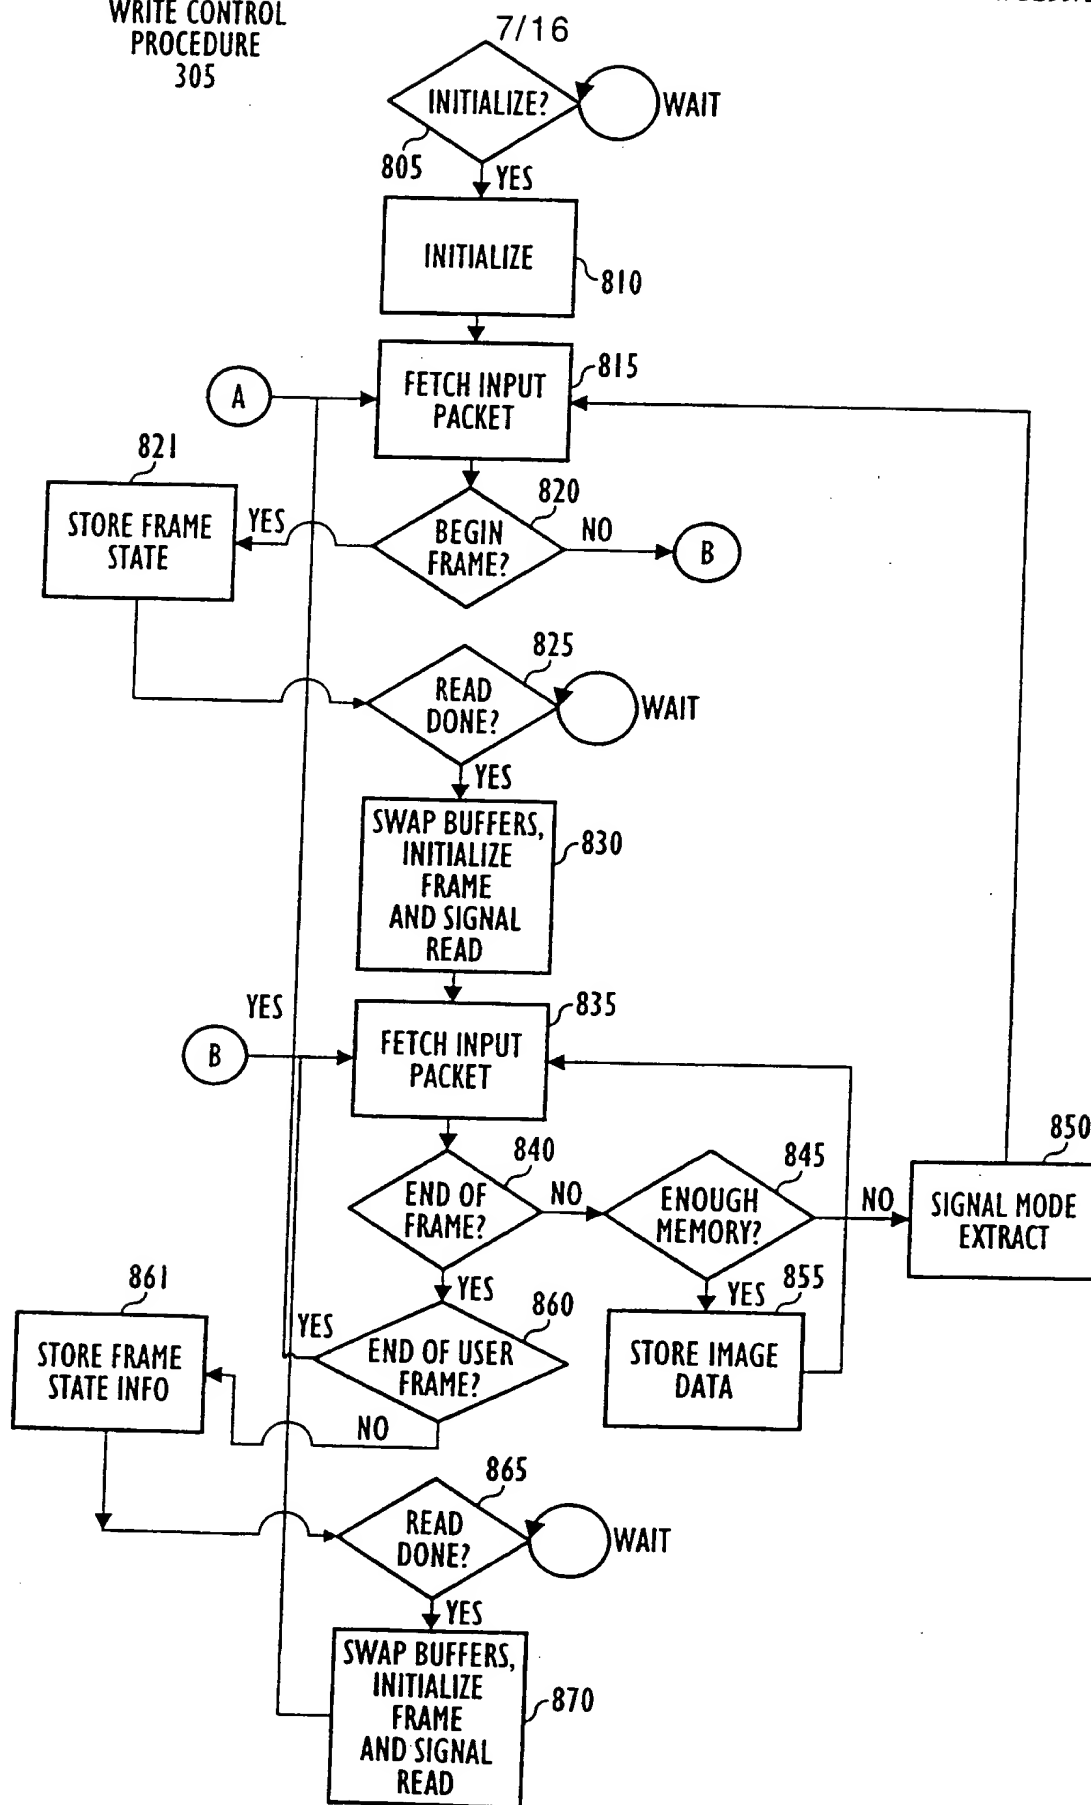 WRITE CONTROL
PROCEDURE
305
7/16
INITIALIZE?
WAIT
805
YES
INITIALIZE
810
815
FETCH INPUT
PACKET
A
821
820
STORE FRAME
STATE
YES
BEGIN
FRAME?
NO
B
825
READ
DONE?
WAIT
YES
SWAP BUFFERS,
INITIALIZE
FRAME
AND SIGNAL
READ
830
YES
835
B
FETCH INPUT
PACKET
840
845
850
END OF
FRAME?
NO
ENOUGH
MEMORY?
NO
SIGNAL MODE
EXTRACT
861
YES
860
YES
855
STORE FRAME
STATE INFO
YES
END OF USER
FRAME?
STORE IMAGE
DATA
NO
865
READ
DONE?
WAIT
YES
SWAP BUFFERS,
INITIALIZE
FRAME
AND SIGNAL
READ
870